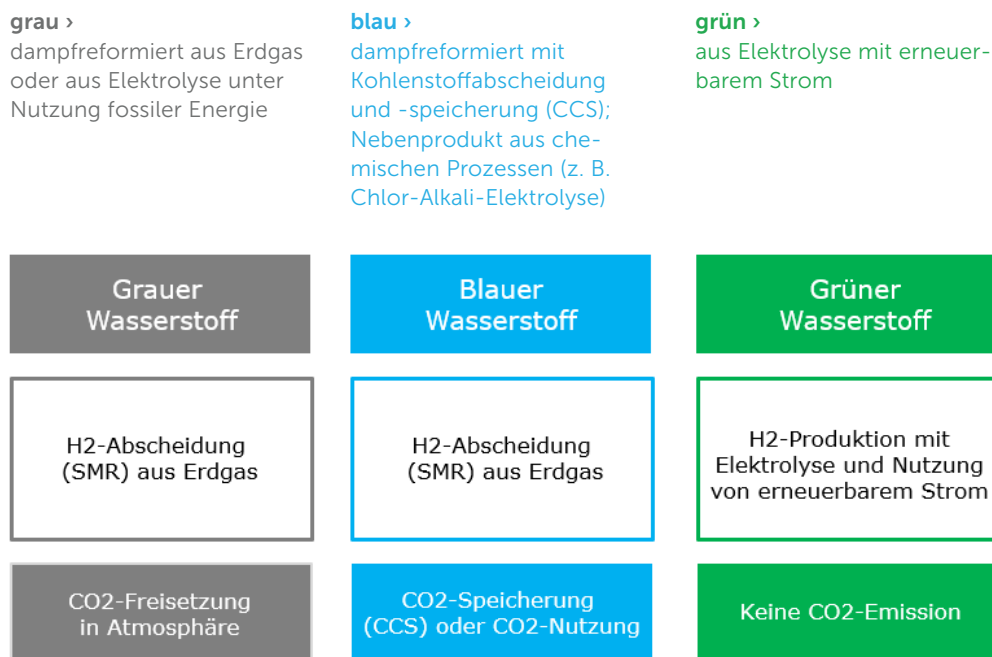 grau ›
dampfreformiert aus Erdgas
oder aus Elektrolyse unter
Nutzung fossiler Energie
blau ›
dampfreformiert mit
Kohlenstoffabscheidung
und -speicherung (CCS);
Nebenprodukt aus che-
mischen Prozessen (z. B.
Chlor-Alkali-Elektrolyse)
grün ›
aus Elektrolyse mit erneuer-
barem Strom
Grauer
Wasserstoff
Blauer
Wasserstoff
Grüner
Wasserstoff
H2-Abscheidung
(SMR) aus Erdgas
H2-Abscheidung
(SMR) aus Erdgas
H2-Produktion mit
Elektrolyse und Nutzung
von erneuerbarem Strom
CO2-Freisetzung
in Atmosphäre
CO2-Speicherung
(CCS) oder CO2-Nutzung
Keine CO2-Emission